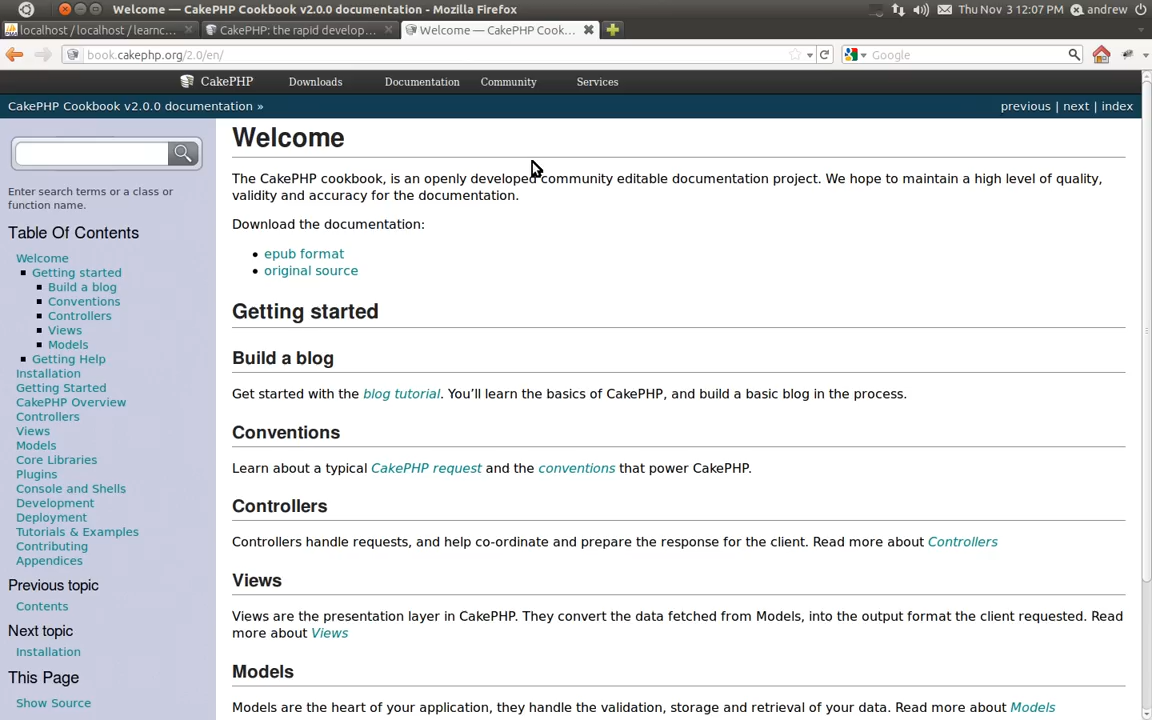 Welcome — CakePHP Cookbook v2.0.0 documentation - Mozilla Firefox
Thu Nov 3 12:07 PM
andrew
localhost / localhost / learnc...
CakePHP: the rapid develop...
Welcome — CakePHP Cook...
book.cakephp.org/2.0/en/
Google
CakePHP
Downloads
Documentation
Community
Services
CakePHP Cookbook v2.0.0 documentation »
previous | next | index
Enter search terms or a class or
function name.
Table Of Contents
Welcome
Getting started
Build a blog
Conventions
Controllers
Views
Models
Getting Help
Installation
Getting Started
CakePHP Overview
Controllers
Views
Models
Core Libraries
Plugins
Console and Shells
Development
Deployment
Tutorials & Examples
Contributing
Appendices
Previous topic
Contents
Next topic
Installation
This Page
Show Source
Welcome
The CakePHP cookbook, is an openly developed community editable documentation project. We hope to maintain a high level of quality,
validity and accuracy for the documentation.
Download the documentation:
epub format
original source
Getting started
Build a blog
Get started with the blog tutorial. You’ll learn the basics of CakePHP, and build a basic blog in the process.
Conventions
Learn about a typical CakePHP request and the conventions that power CakePHP.
Controllers
Controllers handle requests, and help co-ordinate and prepare the response for the client. Read more about Controllers
Views
Views are the presentation layer in CakePHP. They convert the data fetched from Models, into the output format the client requested. Read
more about Views
Models
Models are the heart of your application, they handle the validation, storage and retrieval of your data. Read more about Models